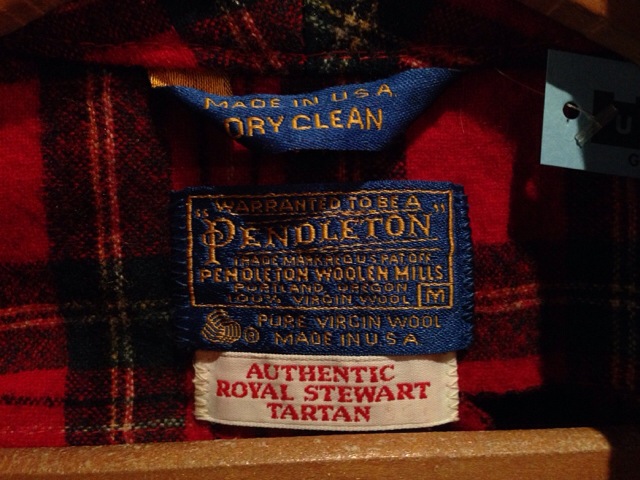 MADE IN U.S.A.
DRY CLEAN
"WARRANTED TO BE A"
PENDLETON
TRADE MARK REG U.S. PAT. OFF.
PENDLETON WOOLEN MILLS
PORTLAND, OREGON
100% VIRGIN WOOL M
® PURE VIRGIN WOOL
MADE IN U.S.A.
AUTHENTIC
ROYAL STEWART
TARTAN
U